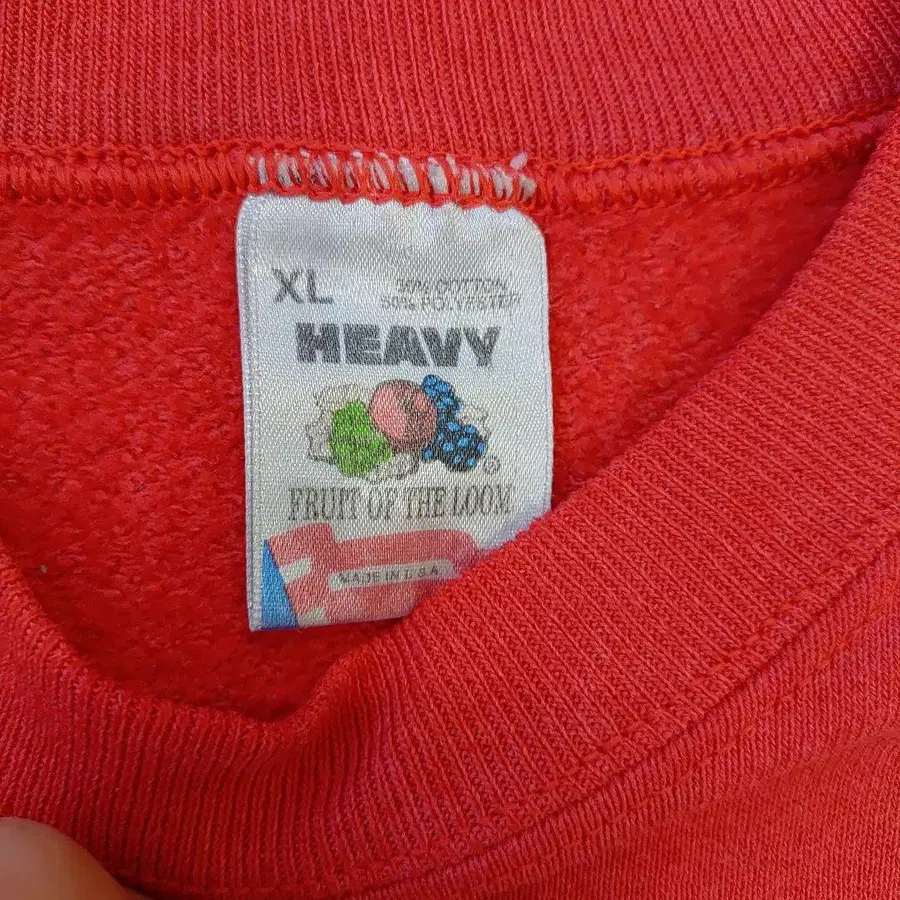 XL
50% COTTON
50% POLYESTER
HEAVY
®
FRUIT OF THE LOOM
MADE IN U.S.A.